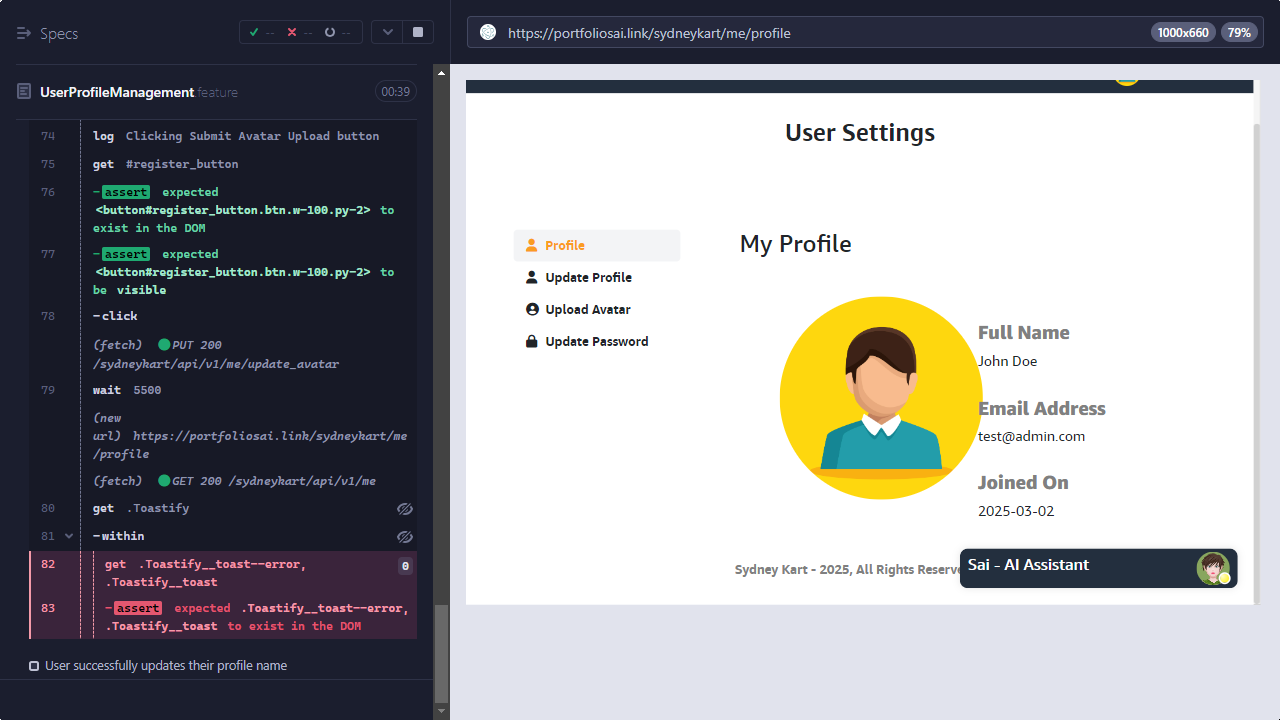 Specs
--
--
--
https://portfoliosai.link/sydneykart/me/profile
1000x660
79%
UserProfileManagement feature
00:39
74 log Clicking Submit Avatar Upload button
75 get #register_button
76 -assert expected
<button#register_button.btn.w-100.py-2> to
exist in the DOM
77 -assert expected
<button#register_button.btn.w-100.py-2> to
be visible
78 -click
(fetch) PUT 200
/sydneykart/api/v1/me/update_avatar
79 wait 5500
(new
url) https://portfoliosai.link/sydneykart/me
/profile
(fetch) GET 200 /sydneykart/api/v1/me
80 get .Toastify
81 -within
82 get .Toastify__toast--error, 0
.Toastify__toast
83 -assert expected .Toastify__toast--error,
.Toastify__toast to exist in the DOM
User successfully updates their profile name
User Settings
Profile
Update Profile
Upload Avatar
Update Password
My Profile
Full Name
John Doe
Email Address
test@admin.com
Joined On
2025-03-02
Sydney Kart - 2025, All Rights Reserve
Sai - AI Assistant